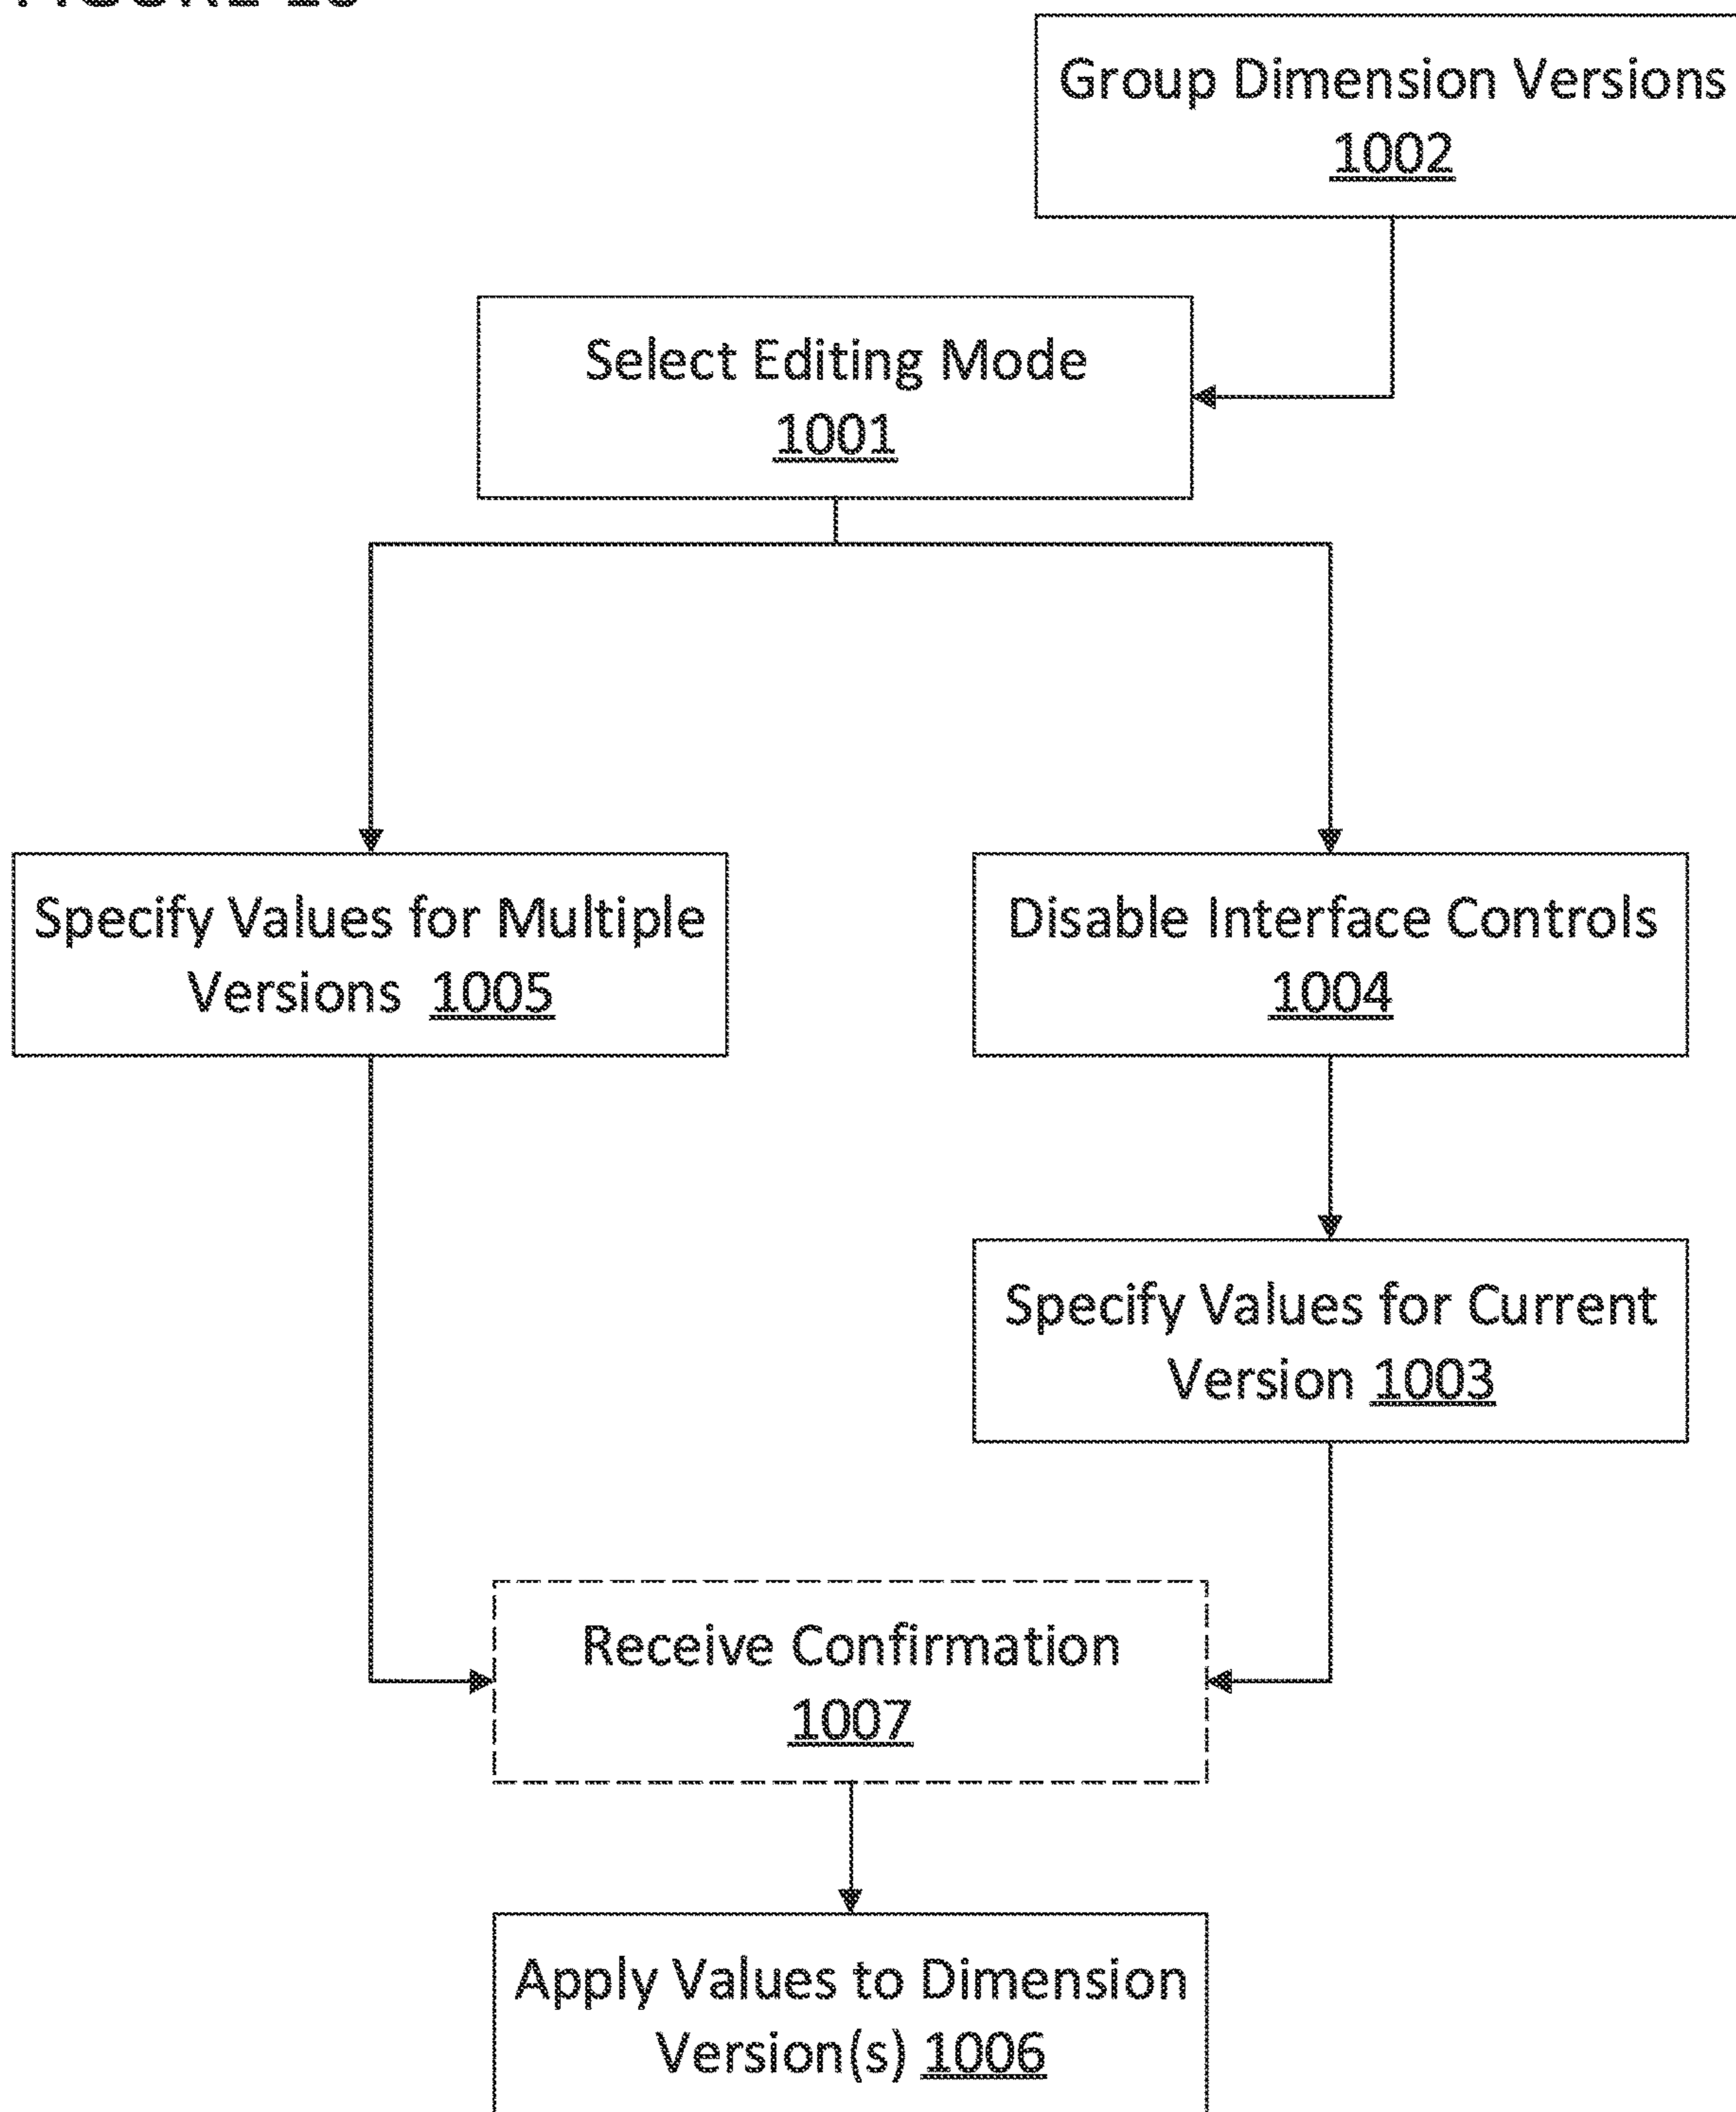 Group Dimension Versions
1002
Select Editing Mode
1001
Specify Values for Multiple
Versions 1005
Disable Interface Controls
1004
Specify Values for Current
Version 1003
Receive Confirmation
1007
Apply Values to Dimension
Version(s) 1006